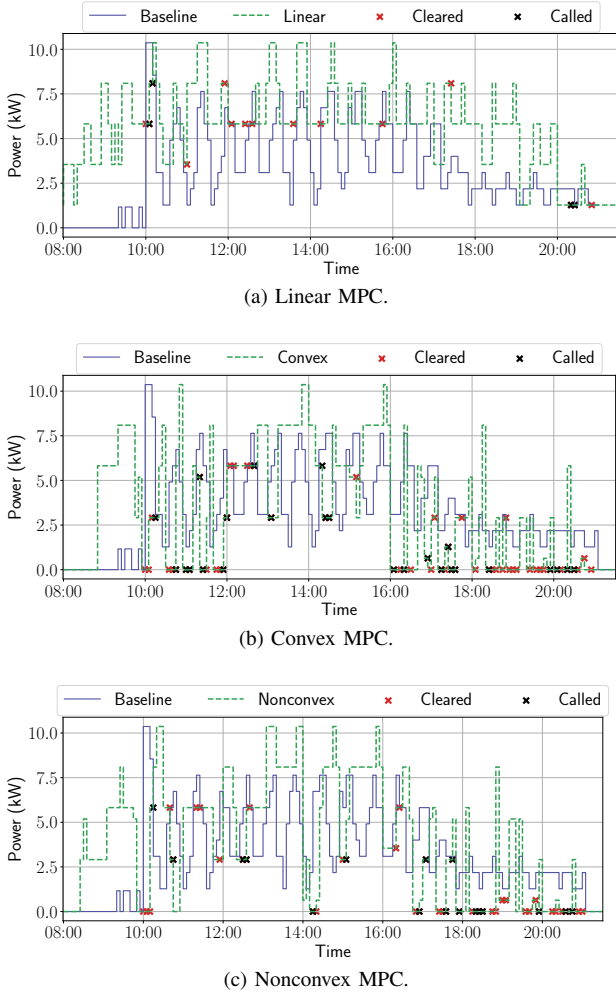 Baseline Linear Cleared Called
10.0
7.5
5.0
2.5
0.0
Power (kW)
08:00 10:00 12:00 14:00 16:00 18:00 20:00
Time
(a) Linear MPC.
Baseline Convex Cleared Called
10.0
7.5
5.0
2.5
0.0
Power (kW)
08:00 10:00 12:00 14:00 16:00 18:00 20:00
Time
(b) Convex MPC.
Baseline Nonconvex Cleared Called
10.0
7.5
5.0
2.5
0.0
Power (kW)
08:00 10:00 12:00 14:00 16:00 18:00 20:00
Time
(c) Nonconvex MPC.